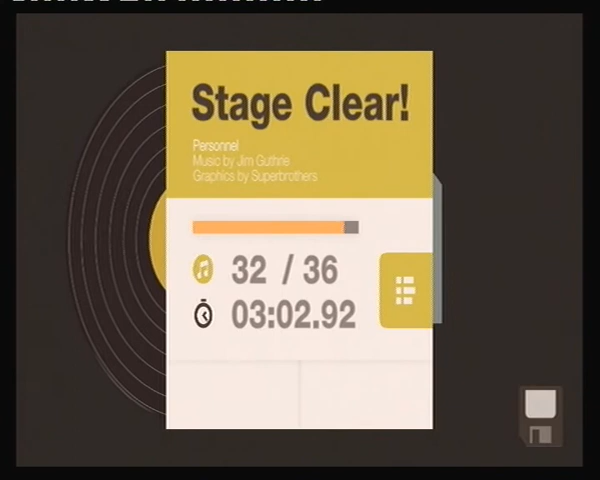 Stage Clear!
Personnel
Music by Jim Guthrie
Graphics by Superbrothers
32 / 36
03:02.92